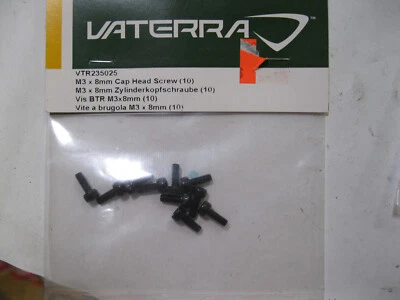 VATERRA
VTR235025
M3 x 8mm Cap Head Screw (10)
M3 x 8mm Zylinderkopfschraube (10)
Vis BTR M3x8mm (10)
Vite a brugola M3 x 8mm (10)